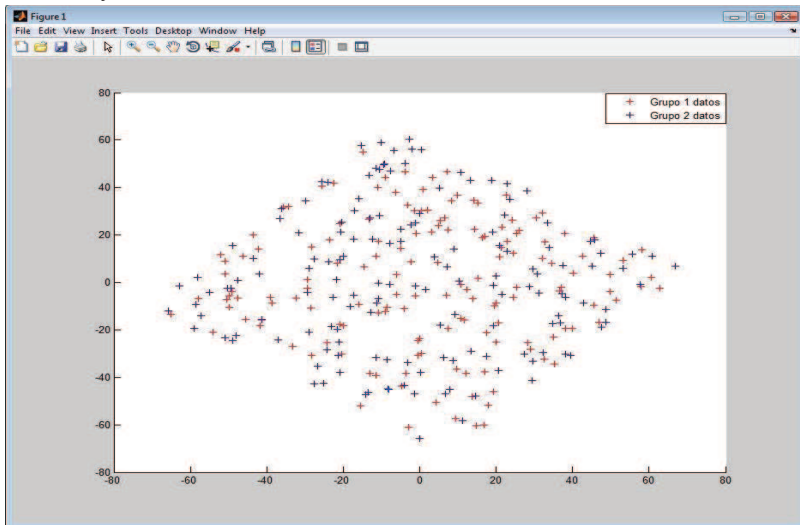 Figure 1
File Edit View Insert Tools Desktop Window Help
Grupo 1 datos
Grupo 2 datos
80
60
40
20
0
-20
-40
-60
-80
-80 -60 -40 -20 0 20 40 60 80